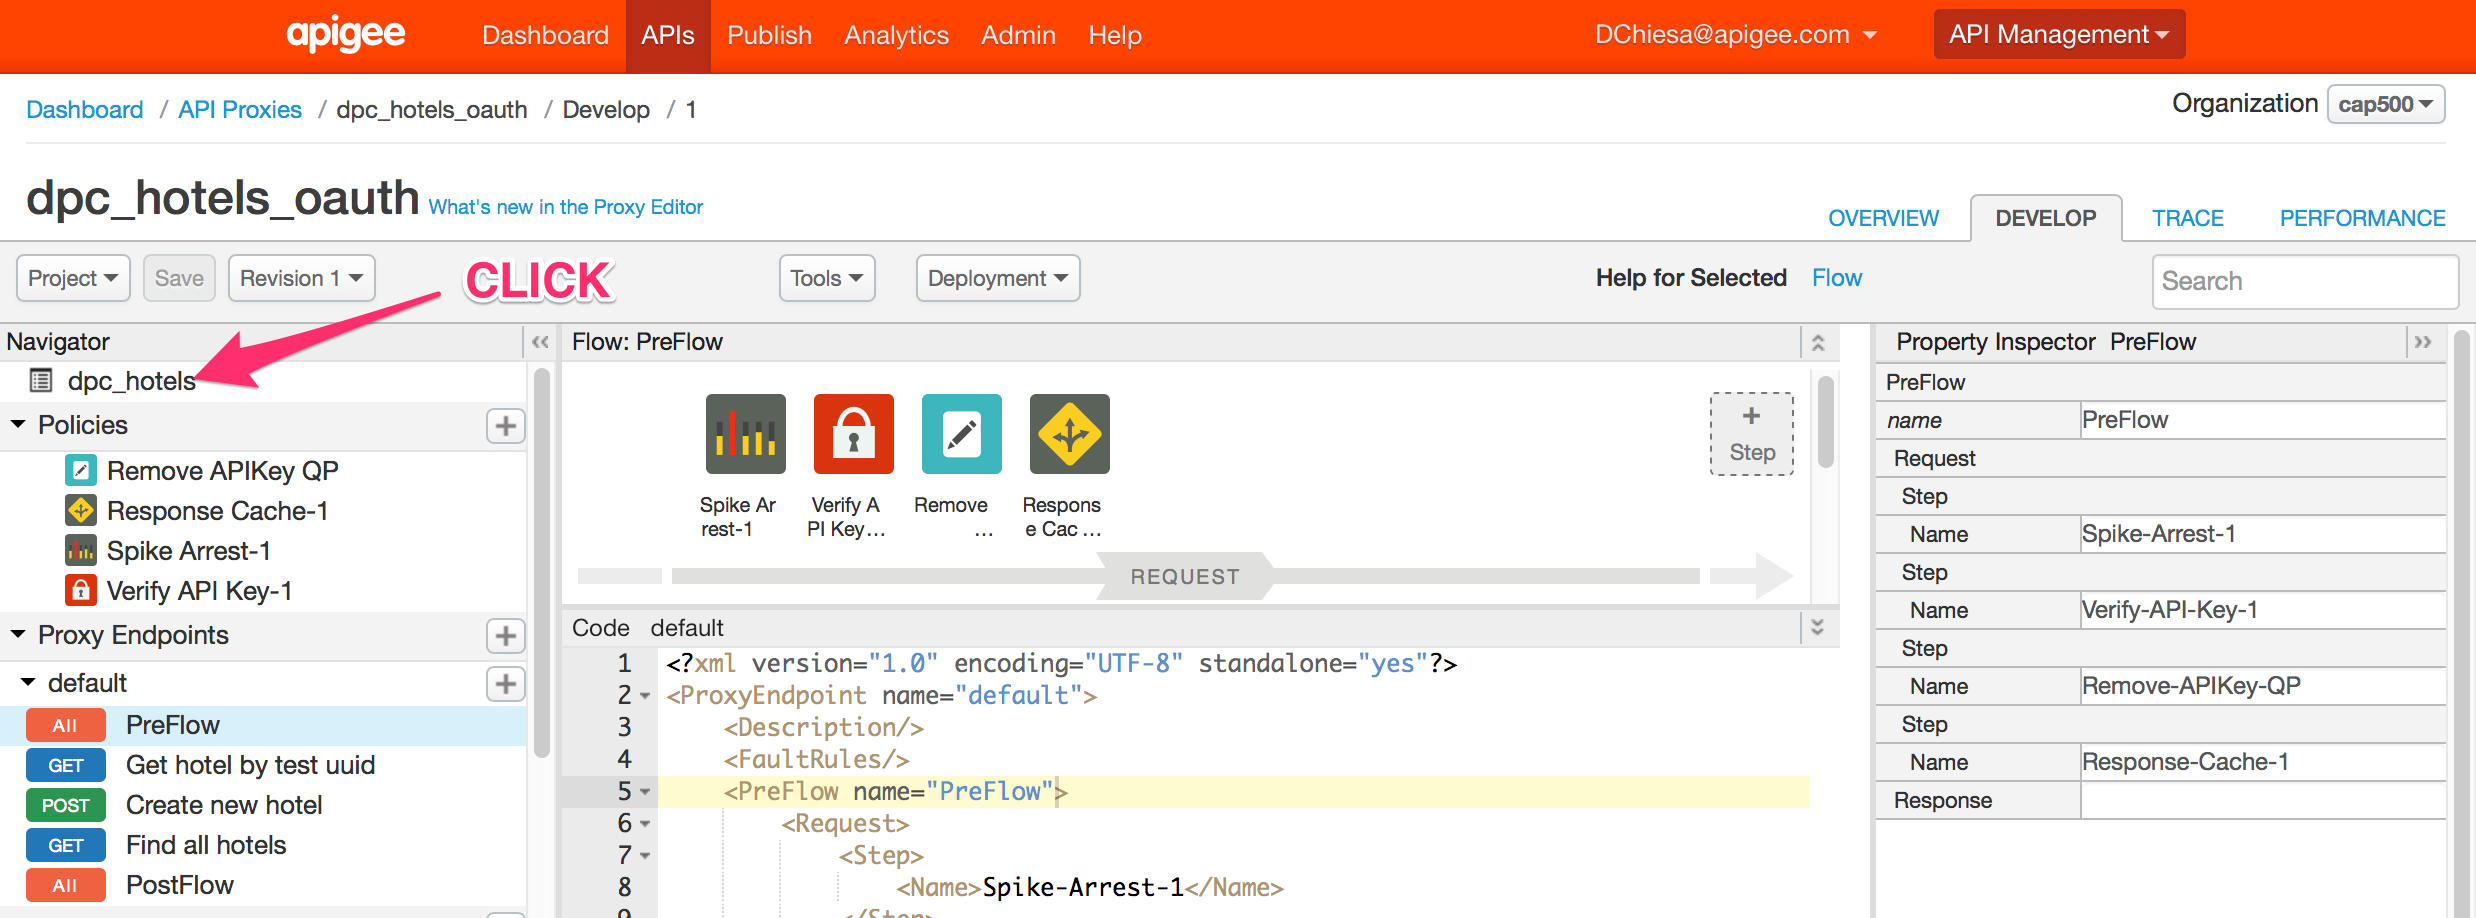 apigee Dashboard APIs Publish Analytics Admin Help DChiesa@apigee.com API Management
Dashboard / API Proxies / dpc_hotels_oauth / Develop / 1 Organization cap500
dpc_hotels_oauth What's new in the Proxy Editor OVERVIEW DEVELOP TRACE PERFORMANCE
Project Save Revision 1 CLICK Tools Deployment Help for Selected Flow Search
Navigator
dpc_hotels
Policies
Remove APIKey QP
Response Cache-1
Spike Arrest-1
Verify API Key-1
Proxy Endpoints
default
All PreFlow
GET Get hotel by test uuid
POST Create new hotel
GET Find all hotels
All PostFlow
Flow: PreFlow
+
Step
Spike Ar
rest-1
Verify A
PI Key...
Remove
...
Respons
e Cac ...
REQUEST
Code default
1 <?xml version="1.0" encoding="UTF-8" standalone="yes"?>
2 <ProxyEndpoint name="default">
3 <Description/>
4 <FaultRules/>
5 <PreFlow name="PreFlow">
6 <Request>
7 <Step>
8 <Name>Spike-Arrest-1</Name>
9 </Step>
Property Inspector PreFlow
PreFlow
name PreFlow
Request
Step
Name Spike-Arrest-1
Step
Name Verify-API-Key-1
Step
Name Remove-APIKey-QP
Step
Name Response-Cache-1
Response